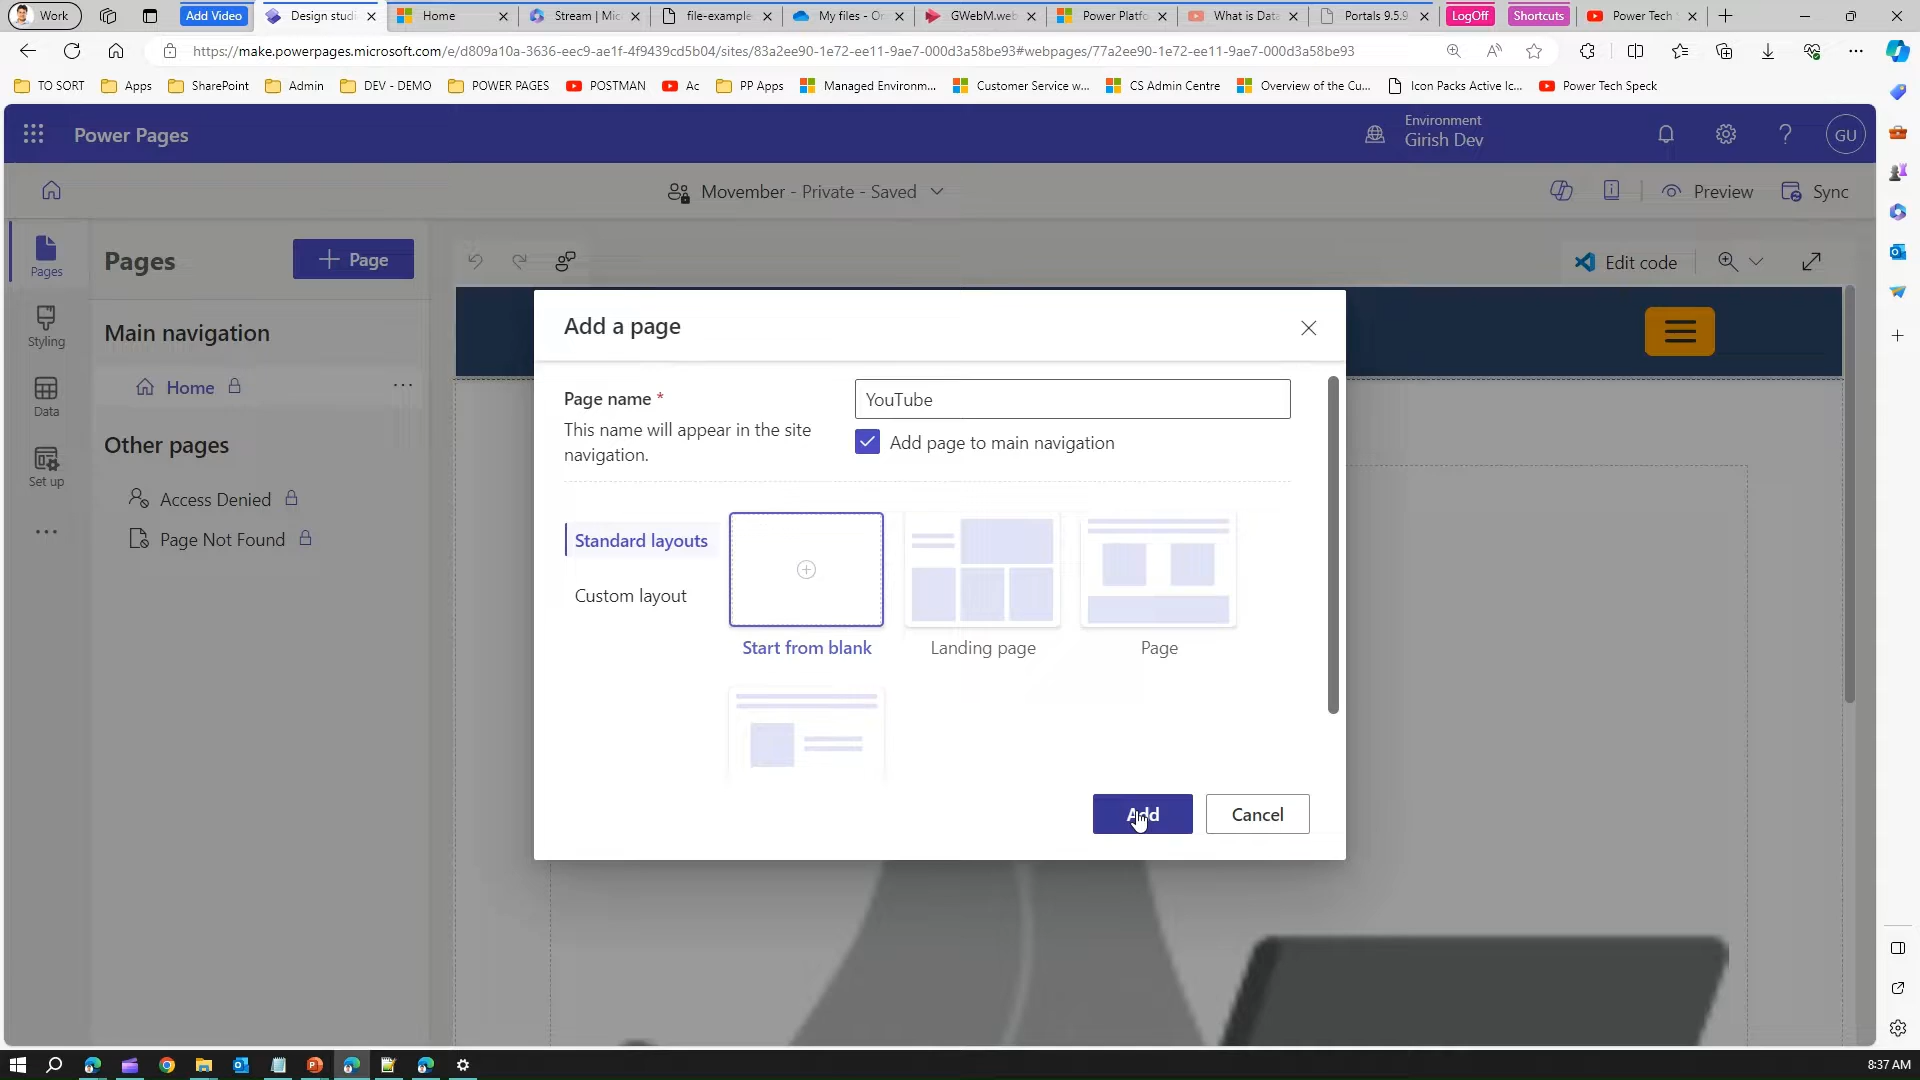 Work
Add Video
Design studi
Home
Stream | Mic
file-example
My files - On
GWebM.web
Power Platfo
What is Data
Portals 9.5.9
LogOff
Shortcuts
Power Tech
https://make.powerpages.microsoft.com/e/d809a10a-3636-eec9-ae1f-4f9439cd5b04/sites/83a2ee90-1e72-ee11-9ae7-000d3a58be93#webpages/77a2ee90-1e72-ee11-9ae7-000d3a58be93
TO SORT
Apps
SharePoint
Admin
DEV - DEMO
POWER PAGES
POSTMAN
Ac
PP Apps
Managed Environm...
Customer Service w...
CS Admin Centre
Overview of the Cu...
Icon Packs Active Ic...
Power Tech Speck
Power Pages
Environment
Girish Dev
GU
Movember - Private - Saved
Preview
Sync
Pages
Styling
Data
Set up
Pages
Page
Main navigation
Home
Other pages
Access Denied
Page Not Found
Edit code
Add a page
Page name *
This name will appear in the site
navigation.
YouTube
Add page to main navigation
Standard layouts
Custom layout
Start from blank
Landing page
Page
Add
Cancel
8:37 AM